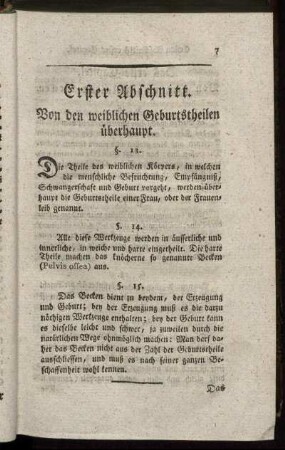 7
Erster Abschnitt.
Von den weiblichen Geburtstheilen
überhaupt.
§. 13.
Die Theile des weiblichen Körpers, in welchen
die menschliche Befruchtung, Empfängniß,
Schwangerschaft und Geburt vorgeht, werden über-
haupt die Geburtstheile einer Frau, oder der Frauen-
leib genannt.
§. 14.
Alle diese Werkzeuge werden in äusserliche und
innerliche, in weiche und harte eingetheilt. Die harte
Theile machen das knöcherne so genannte Becken
(Pelvis ossea) aus.
§. 15.
Das Becken dient zu beydem, der Erzeugung
und Geburt; bey der Erzeugung muß es die darzu
nöthigen Werkzeuge enthalten; bey der Geburt kann
es dieselbe leicht und schwer, ja zuweilen durch die
natürlichen Wege ohnmöglich machen: Man darf da-
her das Becken nicht aus der Zahl der Geburtstheile
ausschliessen, und muß es nach seiner ganzen Be-
schaffenheit wohl kennen.
Das